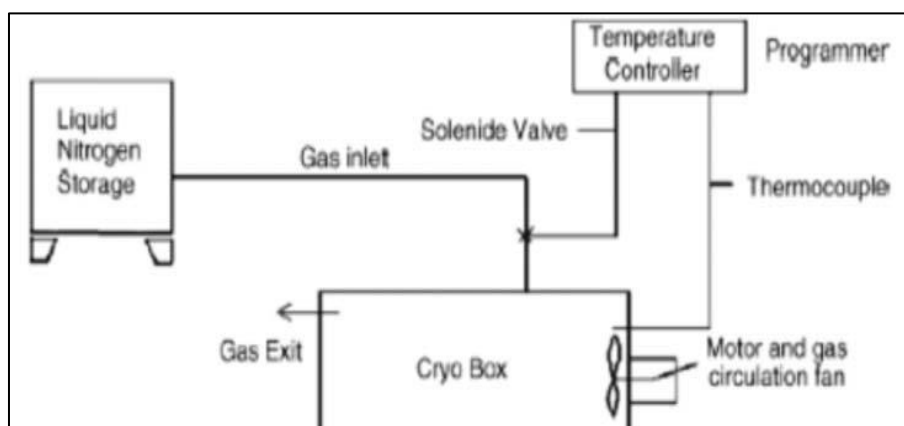 Temperature
Controller
Programmer
Liquid
Nitrogen
Storage
Solenide Valve
Gas inlet
Thermocouple
Gas Exit
Cryo Box
Motor and gas
circulation fan